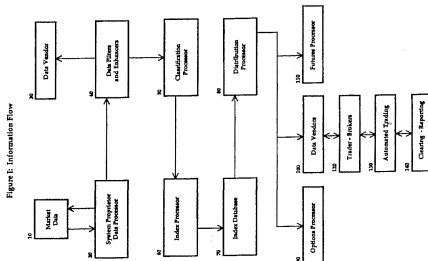 Figure 1: Information Flow
10
Market
Data
20
System Proprietor
Data Processor
30
Data Vendor
40
Data Filters
and Enhancers
50
Classification
Processor
60
Index Processor
70
Index Database
80
Distribution
Processor
90
Options Processor
100
Data Vendors
110
Futures Processor
120
Trader - Brokers
130
Automated Trading
140
Clearing - Reporting